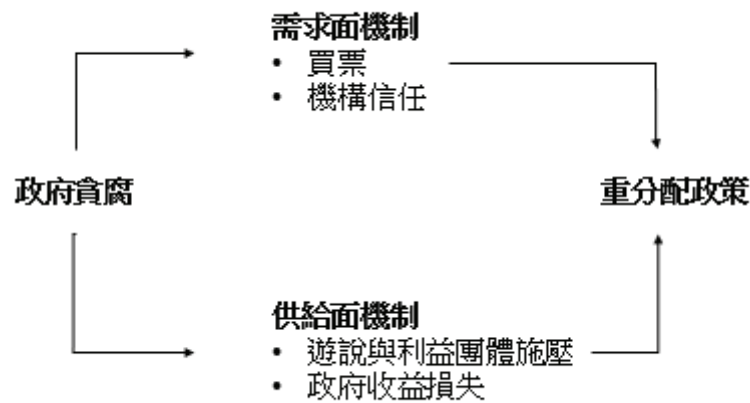 需求面機制
• 買票
• 機構信任
政府貪腐
重分配政策
供給面機制
• 遊說與利益團體施壓
• 政府收益損失